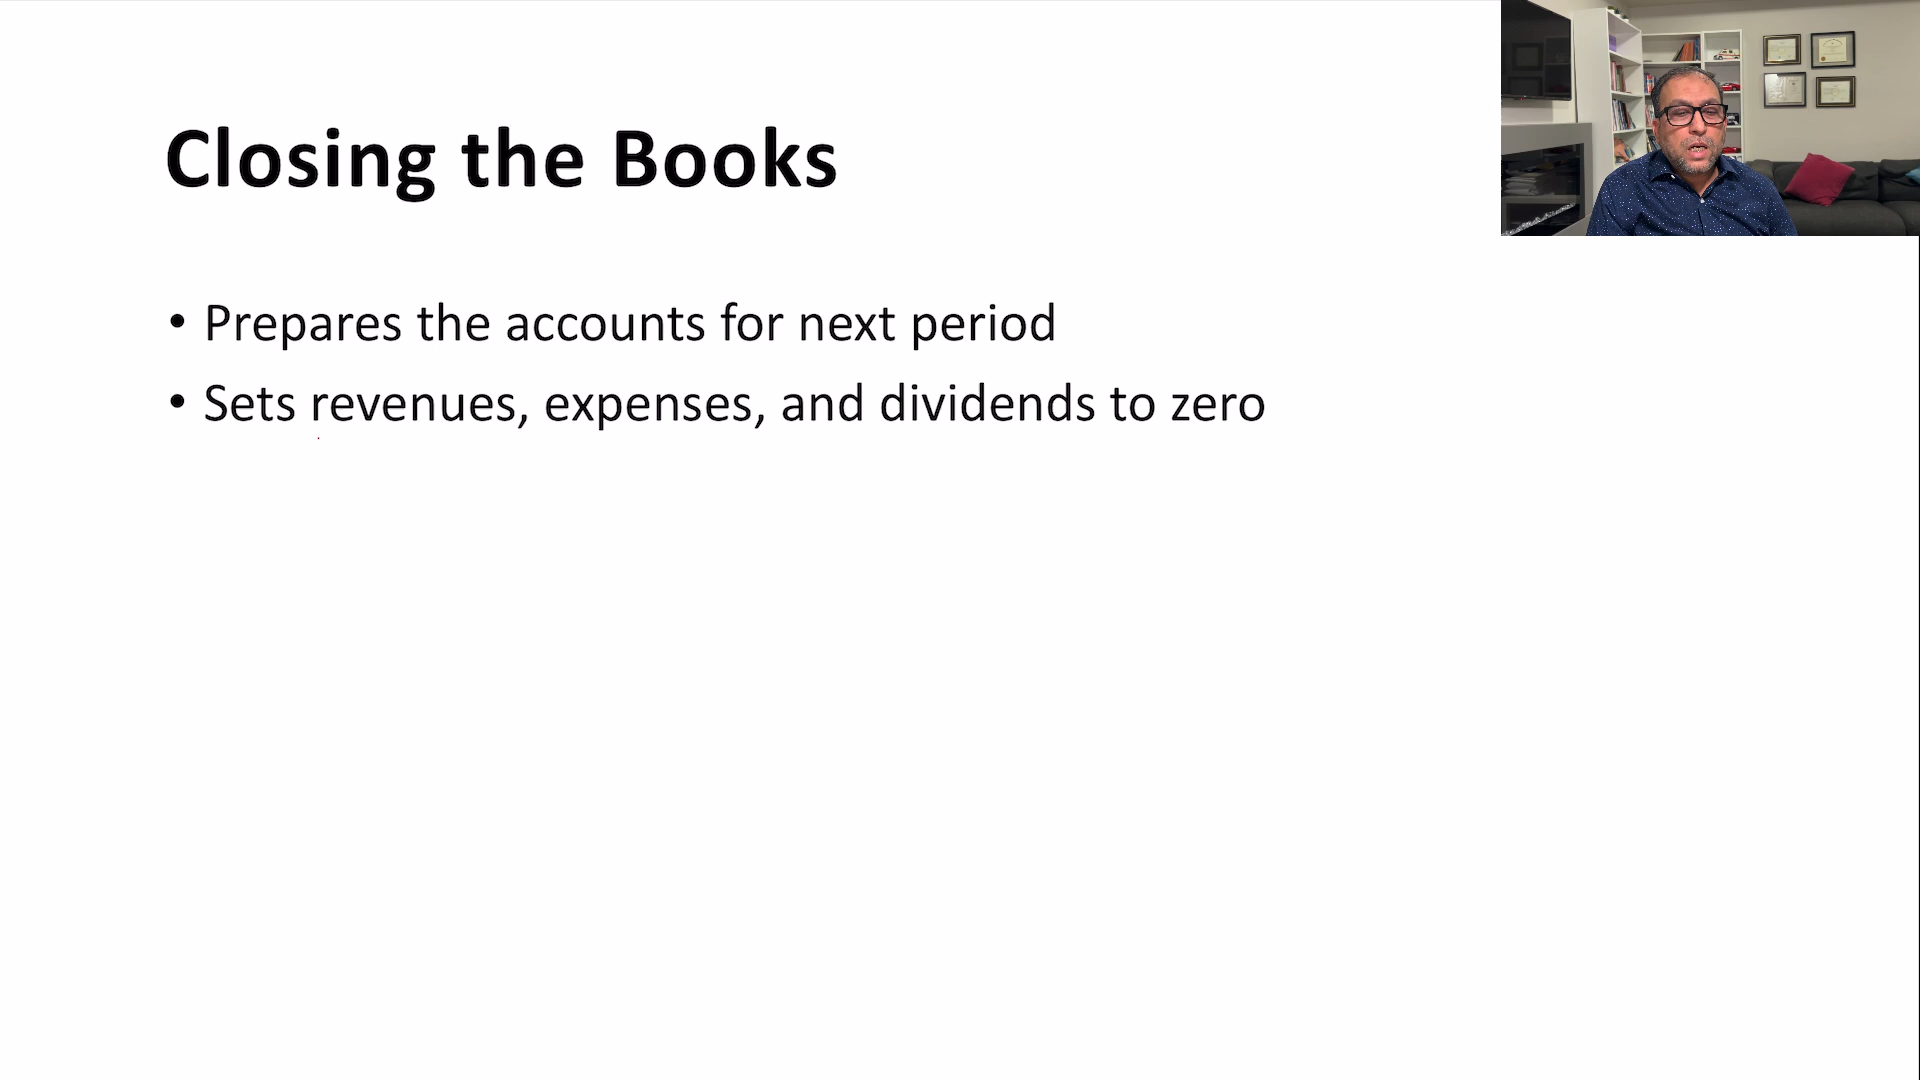 Closing the Books
• Prepares the accounts for next period
• Sets revenues, expenses, and dividends to zero